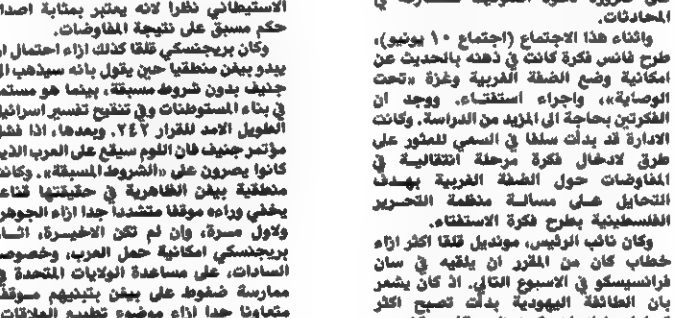 المحادثات.
واثناء هذا الاجتماع (اجتماع ١٠ يونيو)،
طرح فانس فكرة كانت في ذهنه بالحديث عن
امكانية وضع الضفة الغربية وغزة «تحت
الوصاية»، واجراء استفتاء. ووجد ان
الفكرتين بحاجة الى المزيد من الدراسة. وكانت
الادارة قد بدأت سلفا في السعي للعثور على
طرق لادخال فكرة مرحلة انتقالية في
المفاوضات حول الضفة الغربية بهدف
التحايل على مسالة منظمة التحرير
الفلسطينية بطرح فكرة الاستفتاء.
وكان نائب الرئيس، مونديل قلقا اكثر ازاء
خطاب كان من المقرر ان يلقيه في سان
فرانسيسكو في الاسبوع التالي. اذ كان يشعر
بان الطائفة اليهودية بدأت تصبح اكثر
الاستيطاني نظرا لانه يعتبر بمثابة اصدا
حكم مسبق على نتيجة المفاوضات.
وكان بريجنسكي قلقا كذلك ازاء احتمال ان
يبدو بيغن منطقيا حين يقول بانه سيذهب الى
جنيف بدون شروط مسبقة، بينما هو مستمر
في بناء المستوطنات وفي تنقيح تفسير اسرائيل
الطويل الامد للقرار ٢٤٢. وبعدها، اذا فشل
مؤتمر جنيف فان اللوم سيقع على العرب الذين
كانوا يصرون على «الشروط المسبقة». وكانت
منطقية بيغن الظاهرية في حقيقتها قناعا
يخفي وراءه موقفا متشددا جدا ازاء الجوهر
ولاول مرة، وان لم تكن الاخيرة، اثار
بريجنسكي امكانية حمل العرب، وخصوصا
السادات، على مساعدة الولايات المتحدة في
ممارسة ضغوط على بيغن بتبنيهم موقفا
متعاونا جدا ازاء موضوع تطبيع العلاقات